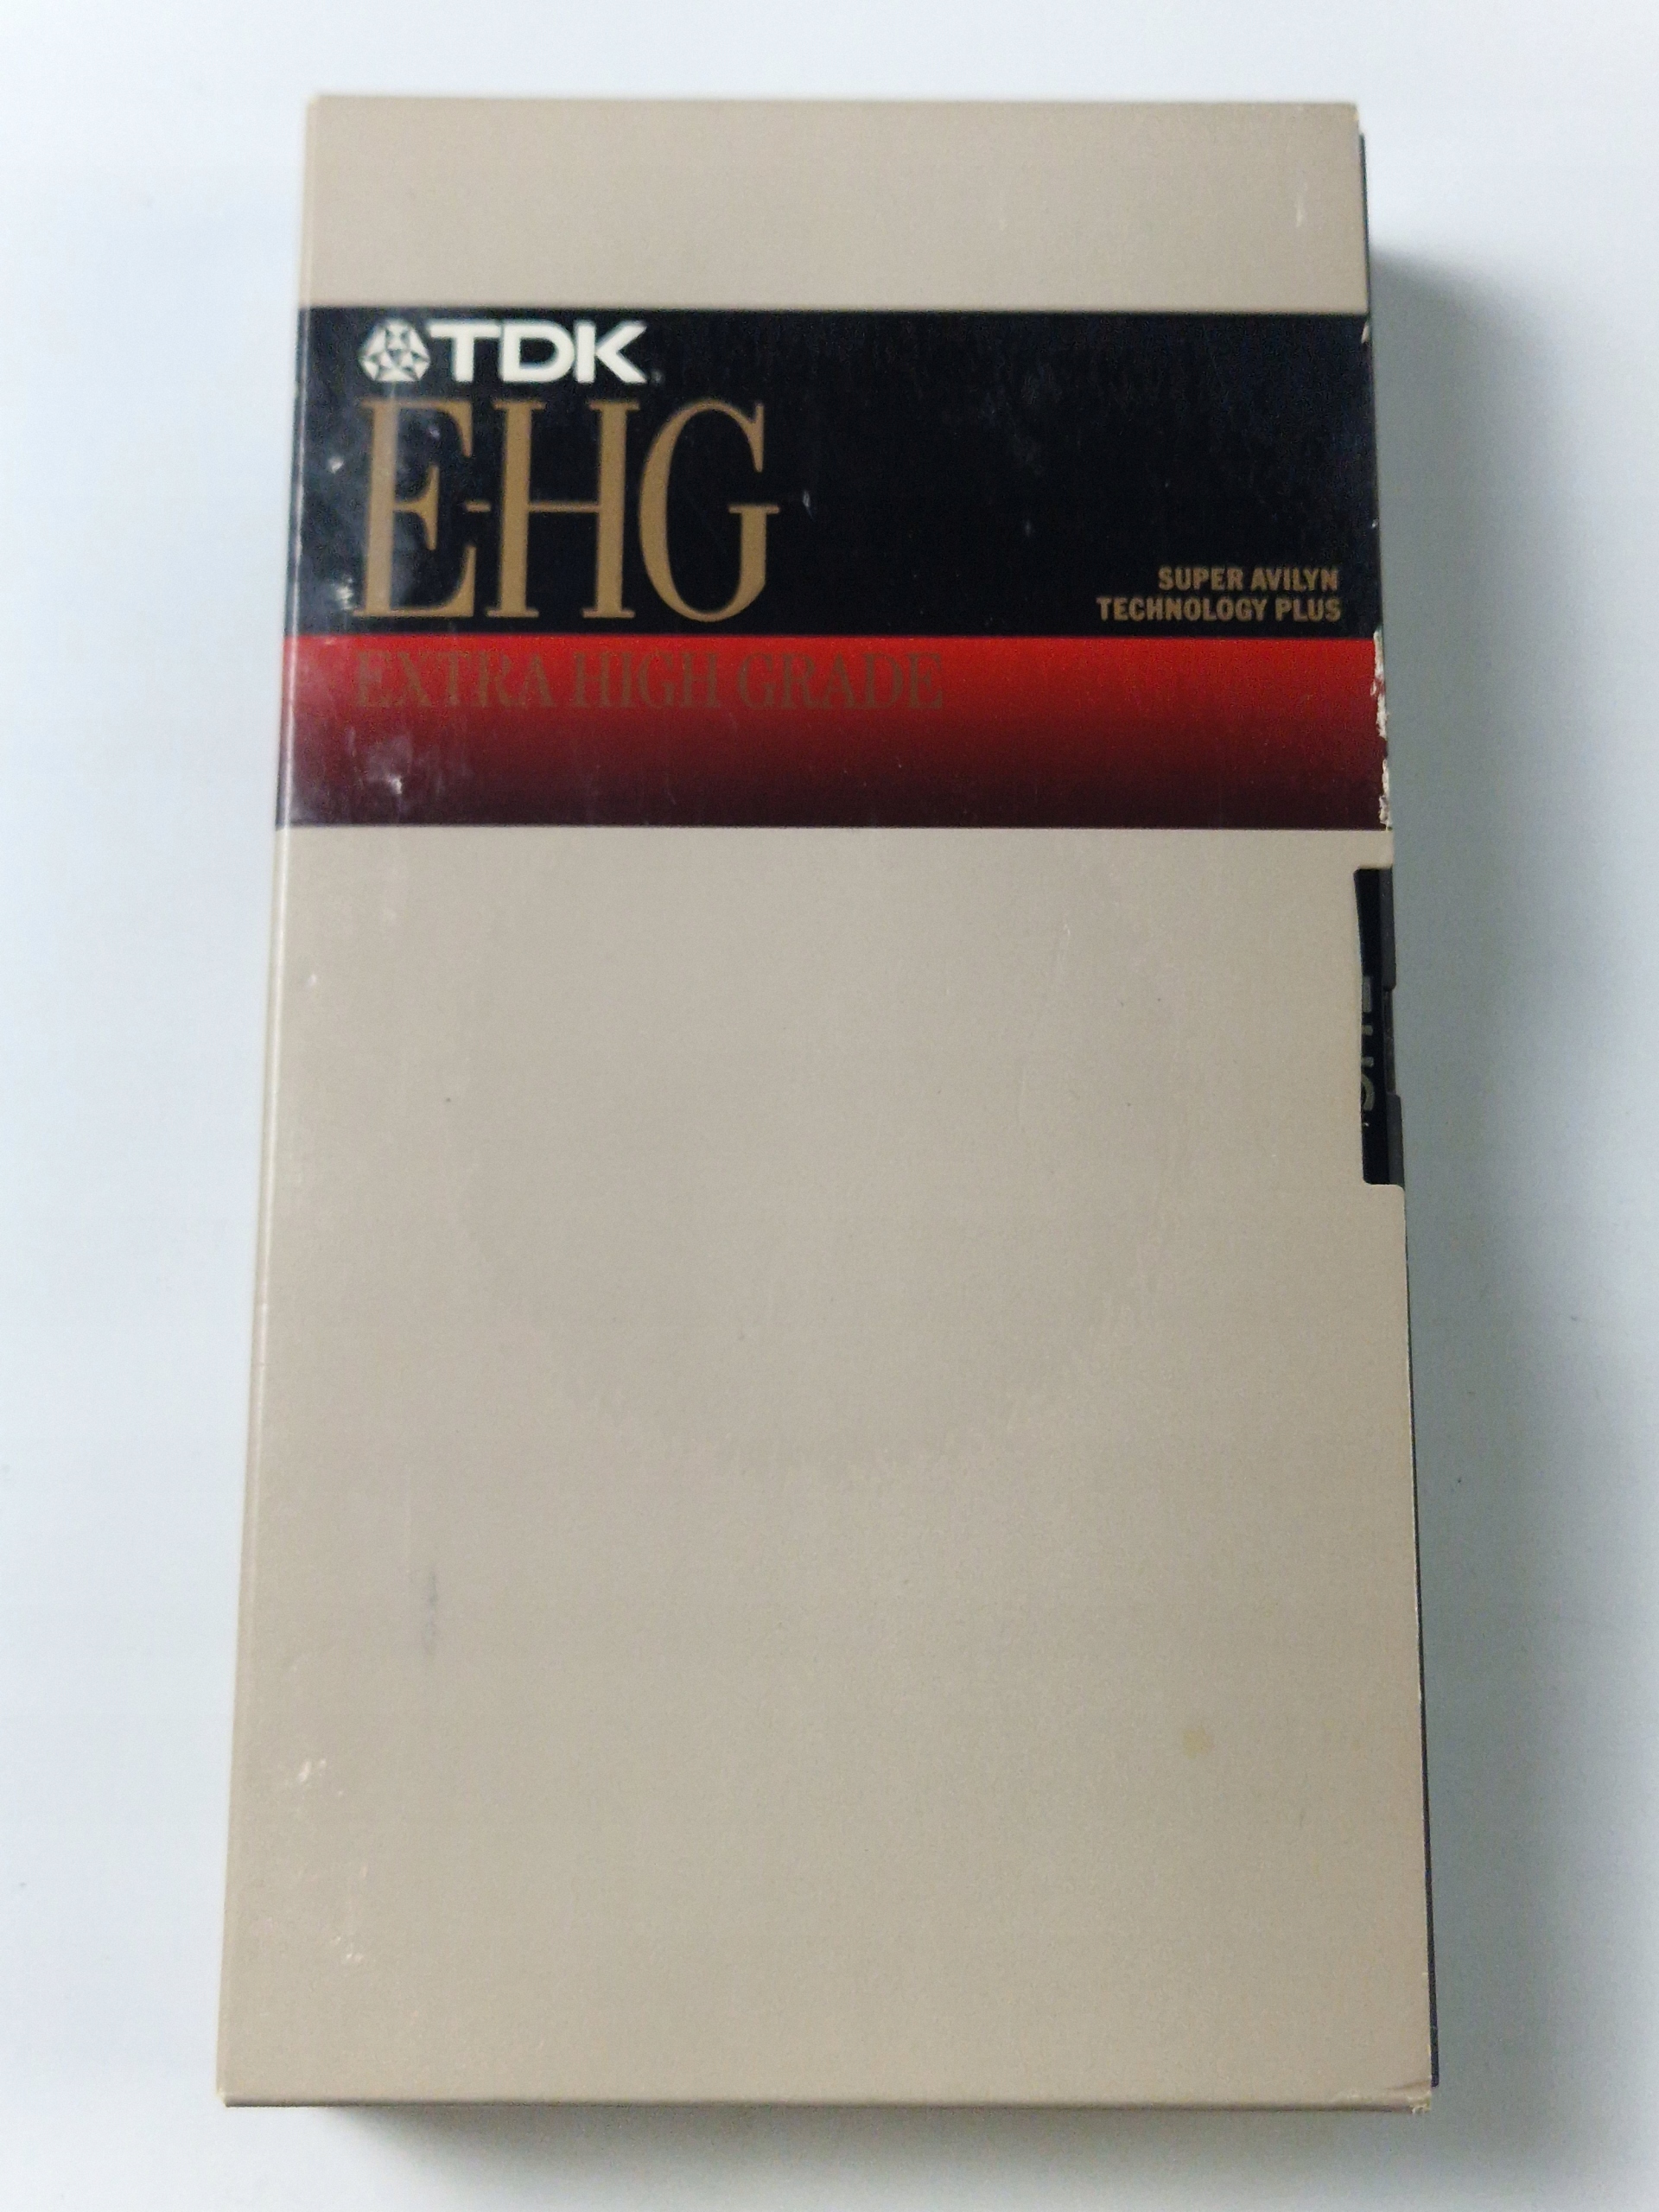 TDK
E-HG
SUPER AVILYN
TECHNOLOGY PLUS
EXTRA HIGH GRADE